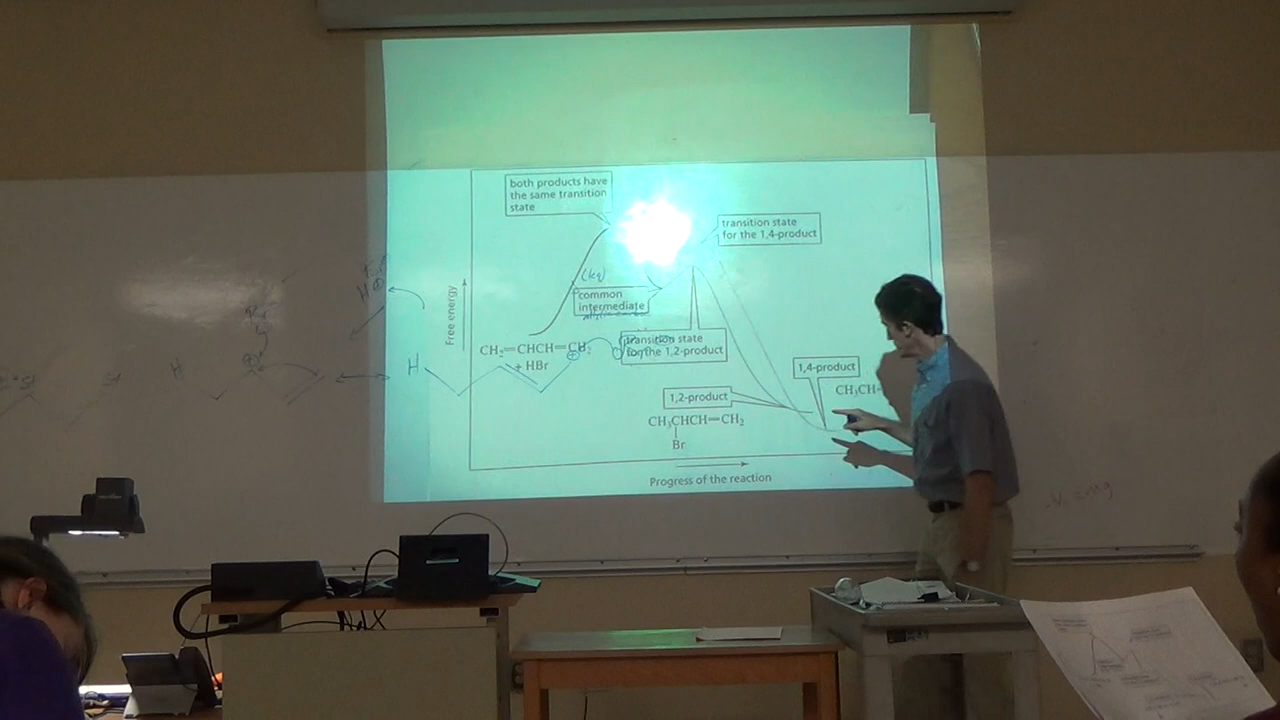 both products have
the same transition
state
transition state
for the 1,4-product
(kq)
common
intermediate
Free energy
CH₂=CHCH=CH₂
+ HBr
transition state
for the 1,2-product
H
H
H
1,4-product
CH₃CH=
1,2-product
CH₃CHCH=CH₂
Br
Progress of the reaction